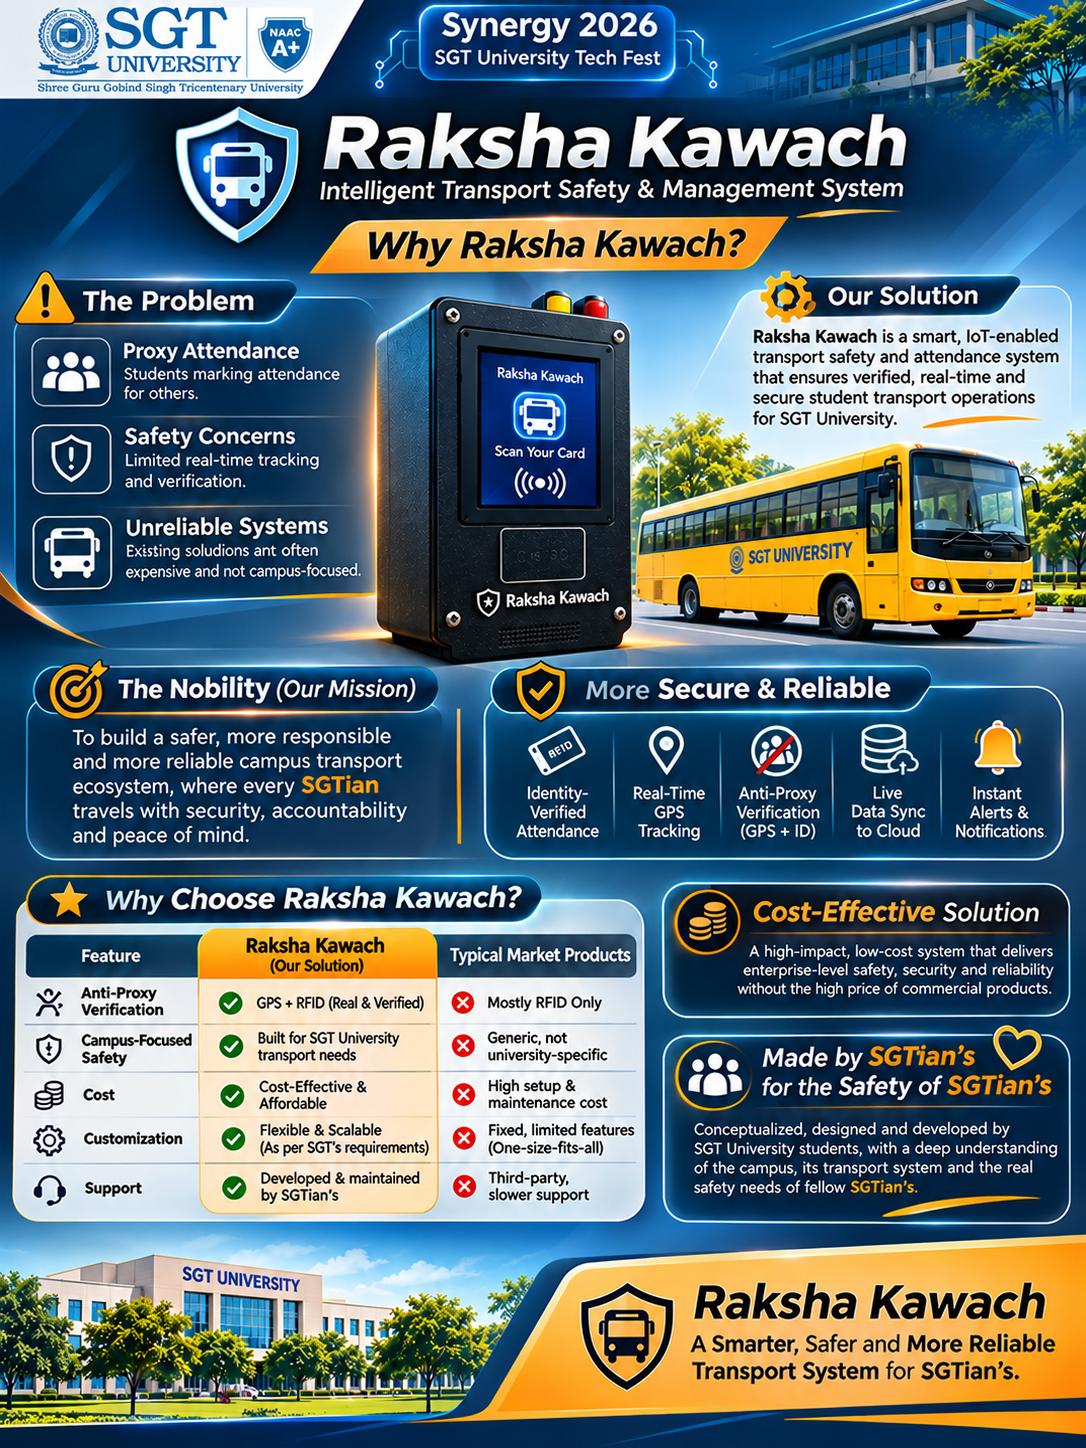 SGT
UNIVERSITY
NAAC
A+
Shree Guru Gobind Singh Tricentenary University
Synergy 2026
SGT University Tech Fest
Raksha Kawach
Intelligent Transport Safety & Management System
Why Raksha Kawach?
The Problem
Proxy Attendance
Students marking attendance
for others.
Safety Concerns
Limited real-time tracking
and verification.
Unreliable Systems
Existing soludions ant often
expensive and not campus-focused.
Raksha Kawach
Scan Your Card
Raksha Kawach
Our Solution
Raksha Kawach is a smart, IoT-enabled
transport safety and attendance system
that ensures verified, real-time and
secure student transport operations
for SGT University.
SGT UNIVERSITY
The Nobility (Our Mission)
To build a safer, more responsible
and more reliable campus transport
ecosystem, where every SGTian
travels with security, accountability
and peace of mind.
More Secure & Reliable
Identity-
Verified
Attendance
Real-Time
GPS
Tracking
Anti-Proxy
Verification
(GPS + ID)
Live
Data Sync
to Cloud
Instant
Alerts &
Notifications
Why Choose Raksha Kawach?
Feature
Raksha Kawach
(Our Solution)
Typical Market Products
Anti-Proxy
Verification
GPS + RFID (Real & Verified)
Mostly RFID Only
Campus-Focused
Safety
Built for SGT University
transport needs
Generic, not
university-specific
Cost
Cost-Effective &
Affordable
High setup &
maintenance cost
Customization
Flexible & Scalable
(As per SGT's requirements)
Fixed, limited features
(One-size-fits-all)
Support
Developed & maintained
by SGTian's
Third-party,
slower support
Cost-Effective Solution
A high-impact, low-cost system that delivers
enterprise-level safety, security and reliability
without the high price of commercial products.
Made by SGTian's
for the Safety of SGTian's
Conceptualized, designed and developed by
SGT University students, with a deep understanding
of the campus, its transport system and the real
safety needs of fellow SGTian's.
SGT UNIVERSITY
Raksha Kawach
A Smarter, Safer and More Reliable
Transport System for SGTian's.